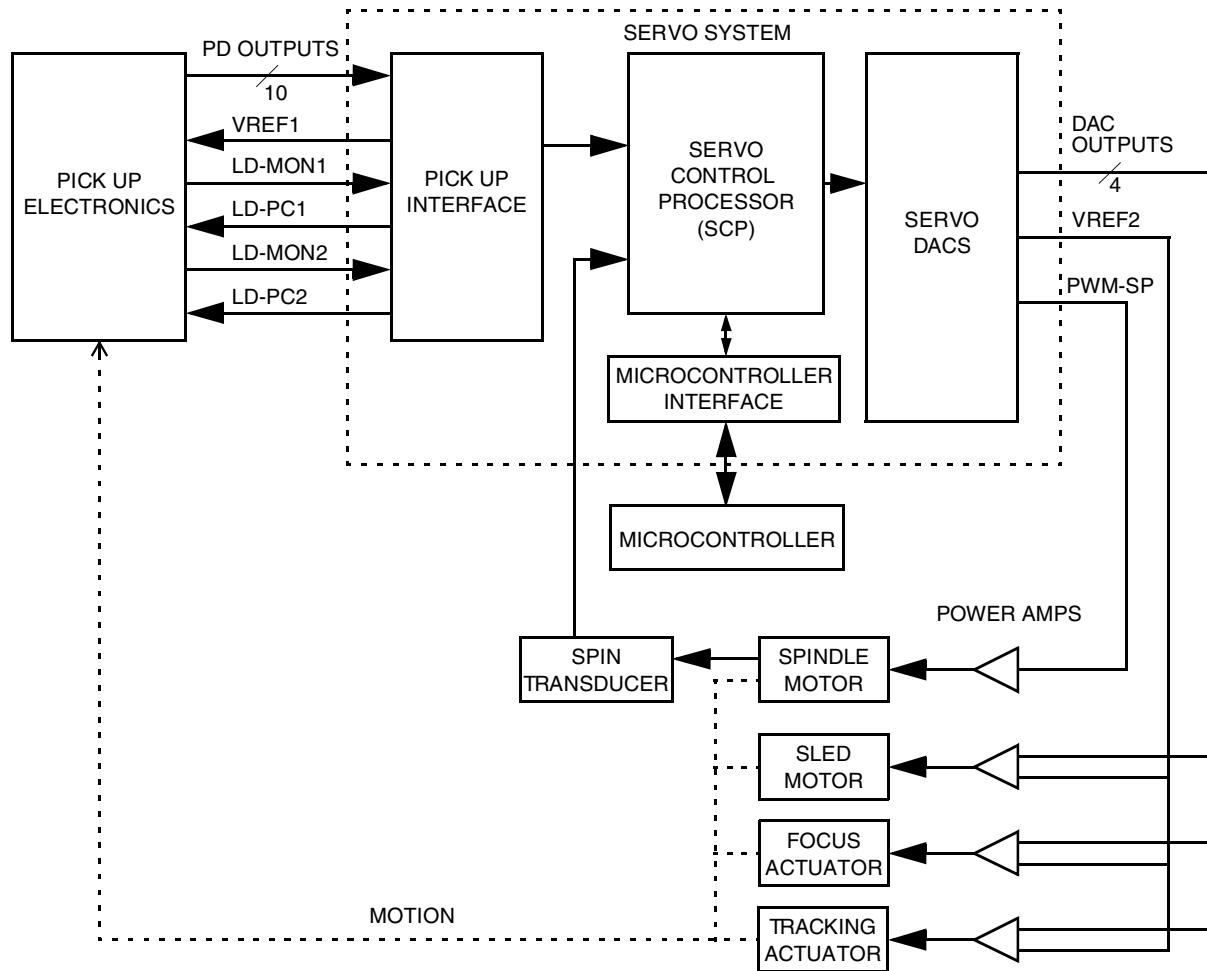 SERVO SYSTEM
PD OUTPUTS
10
VREF1
LD-MON1
LD-PC1
LD-MON2
LD-PC2
PICK UP
ELECTRONICS
PICK UP
INTERFACE
SERVO
CONTROL
PROCESSOR
(SCP)
SERVO
DACS
DAC
OUTPUTS
4
VREF2
PWM-SP
MICROCONTROLLER
INTERFACE
MICROCONTROLLER
POWER AMPS
SPIN
TRANSDUCER
SPINDLE
MOTOR
SLED
MOTOR
FOCUS
ACTUATOR
MOTION
TRACKING
ACTUATOR